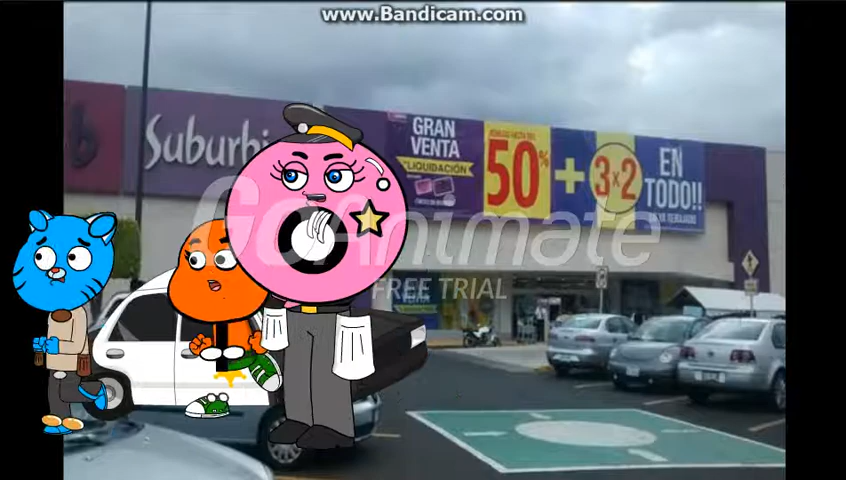 www.Bandicam.com
Suburbi
GRAN
VENTA
LIQUIDACIÓN
50%
+
3x2
EN
TODO!!
GoAnimate
FREE TRIAL